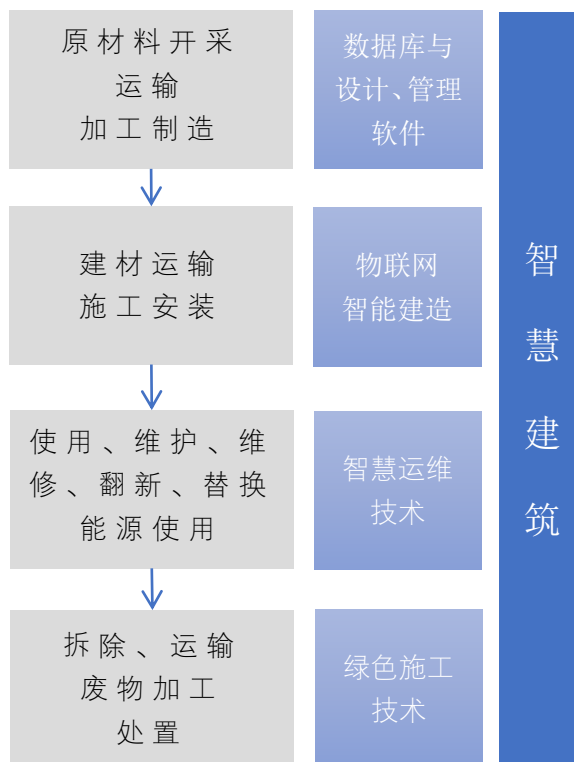 原材料开采
运输
加工制造
数据库与
设计、管理
软件
建材运输
施工安装
物联网
智能建造
使用、维护、维
修、翻新、替换
能源使用
智慧运维
技术
拆除、运输
废物加工
处置
绿色施工
技术
智
慧
建
筑